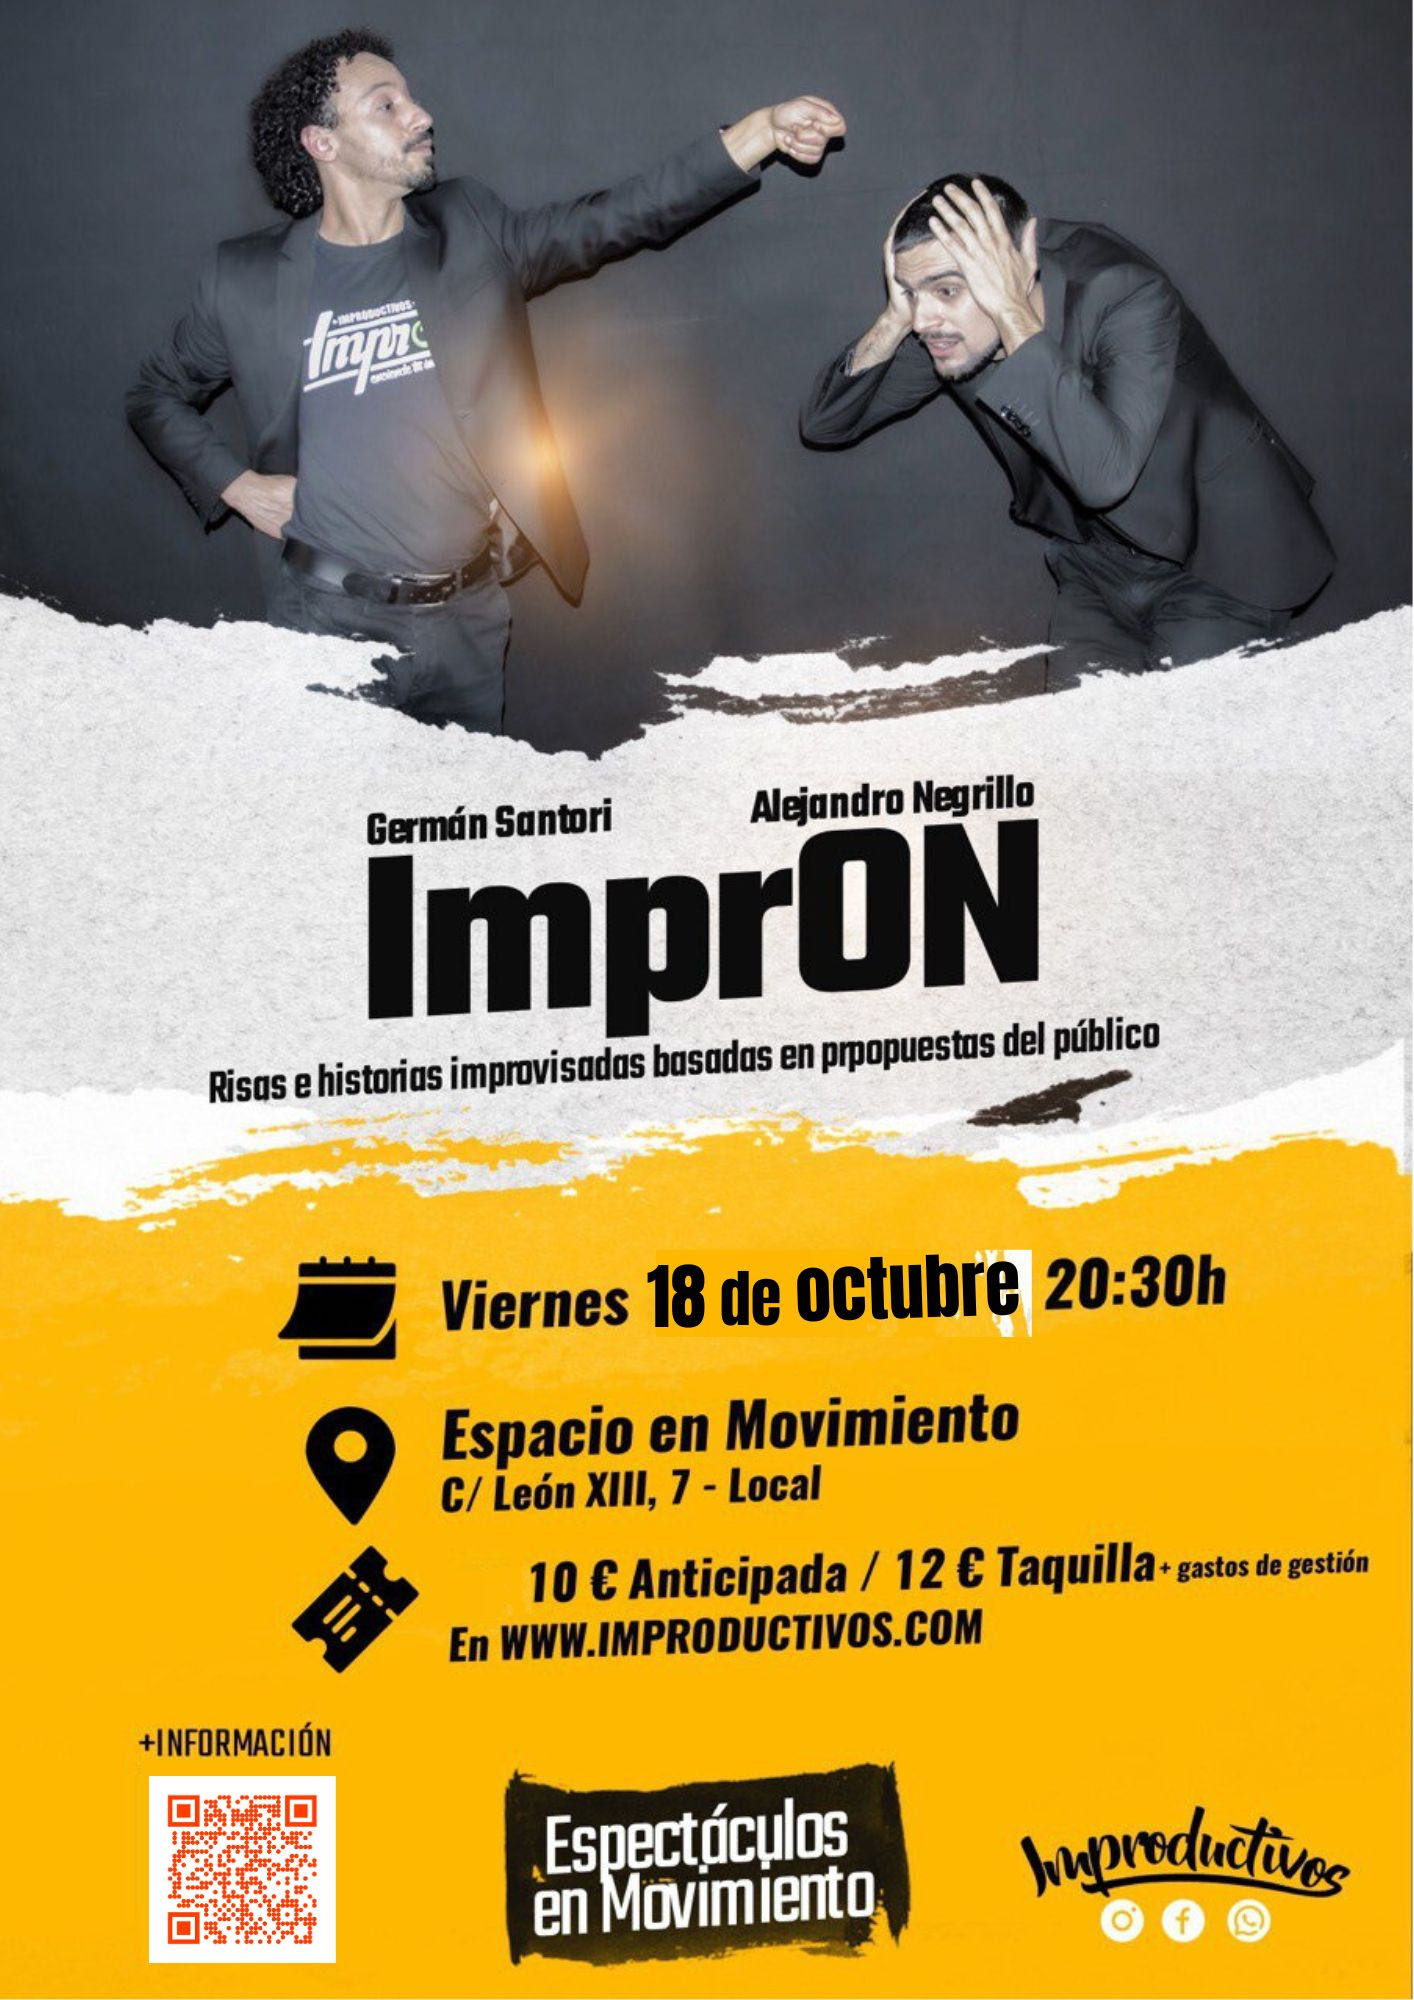 IMPRODUCTIVOS
Impr
Germán Santori
Alejandro Negrillo
ImprON
Risas e historias improvisadas basadas en prpopuestas del público
Viernes 18 de octubre 20:30h
Espacio en Movimiento
C/ León XIII, 7 - Local
10 € Anticipada / 12 € Taquilla + gastos de gestión
En WWW.IMPRODUCTIVOS.COM
+INFORMACIÓN
Espectáculos
en Movimiento
Improductivos